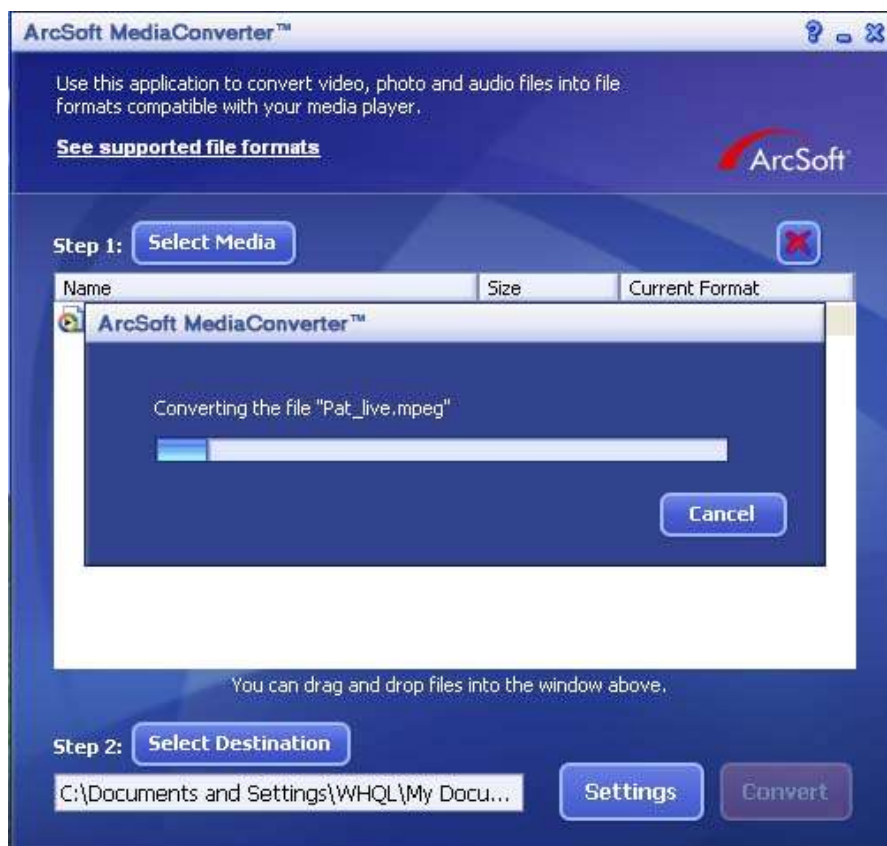 ArcSoft MediaConverter™
Use this application to convert video, photo and audio files into file
formats compatible with your media player.
See supported file formats
ArcSoft
Step 1: Select Media
Name Size Current Format
ArcSoft MediaConverter™
Converting the file "Pat_live.mpeg"
Cancel
You can drag and drop files into the window above.
Step 2: Select Destination
C:\Documents and Settings\WHQL\My Docu... Settings Convert